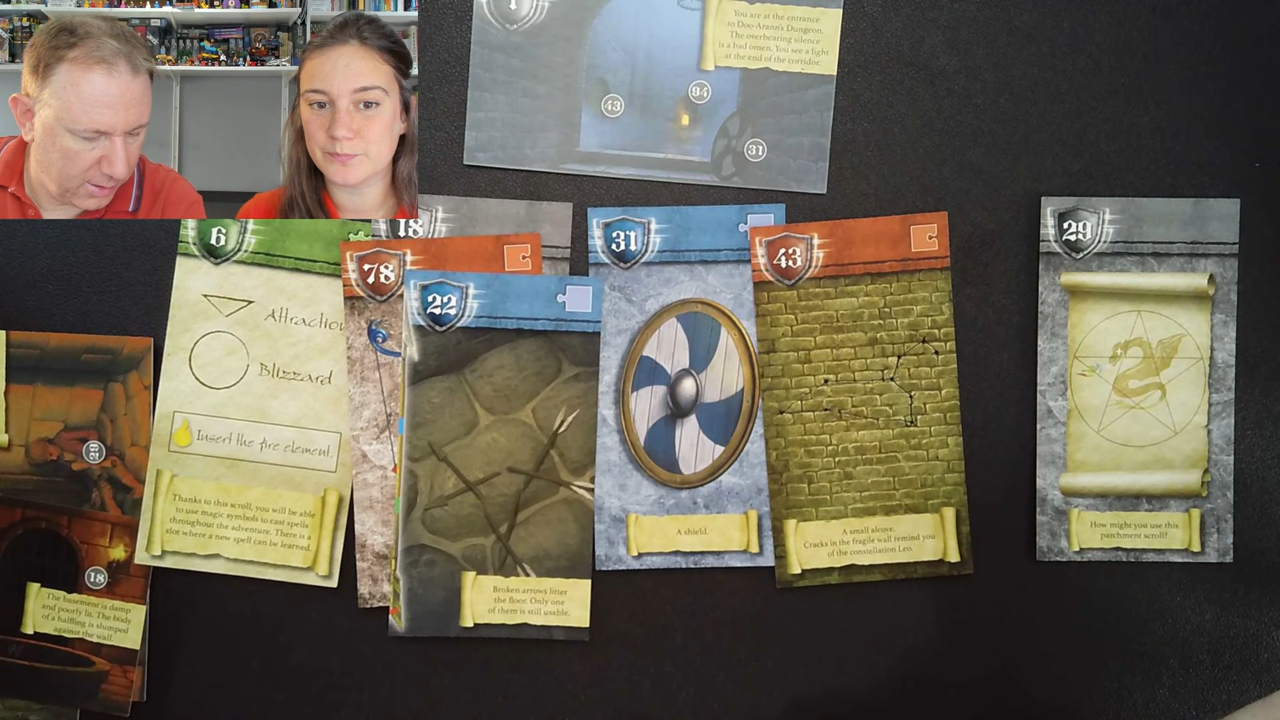 1
You are at the entrance
to Doo-Arann's Dungeon.
The overbearing silence
is a bad omen. You see a light
at the end of the corridor.
43
84
31
6
Attraction
Blizzard
Insert the fire element.
Thanks to this scroll, you will be able
to use magic symbols to cast spells
throughout the adventure. There is a
slot where a new spell can be learned.
18
78
22
Broken arrows litter
the floor. Only one
of them is still usable.
31
A shield.
43
A small alcove.
Cracks in the fragile wall remind you
of the constellation Leo.
29
How might you use this
parchment scroll?
29
18
The basement is damp
and poorly lit. The body
of a halfling is slumped
against the wall.